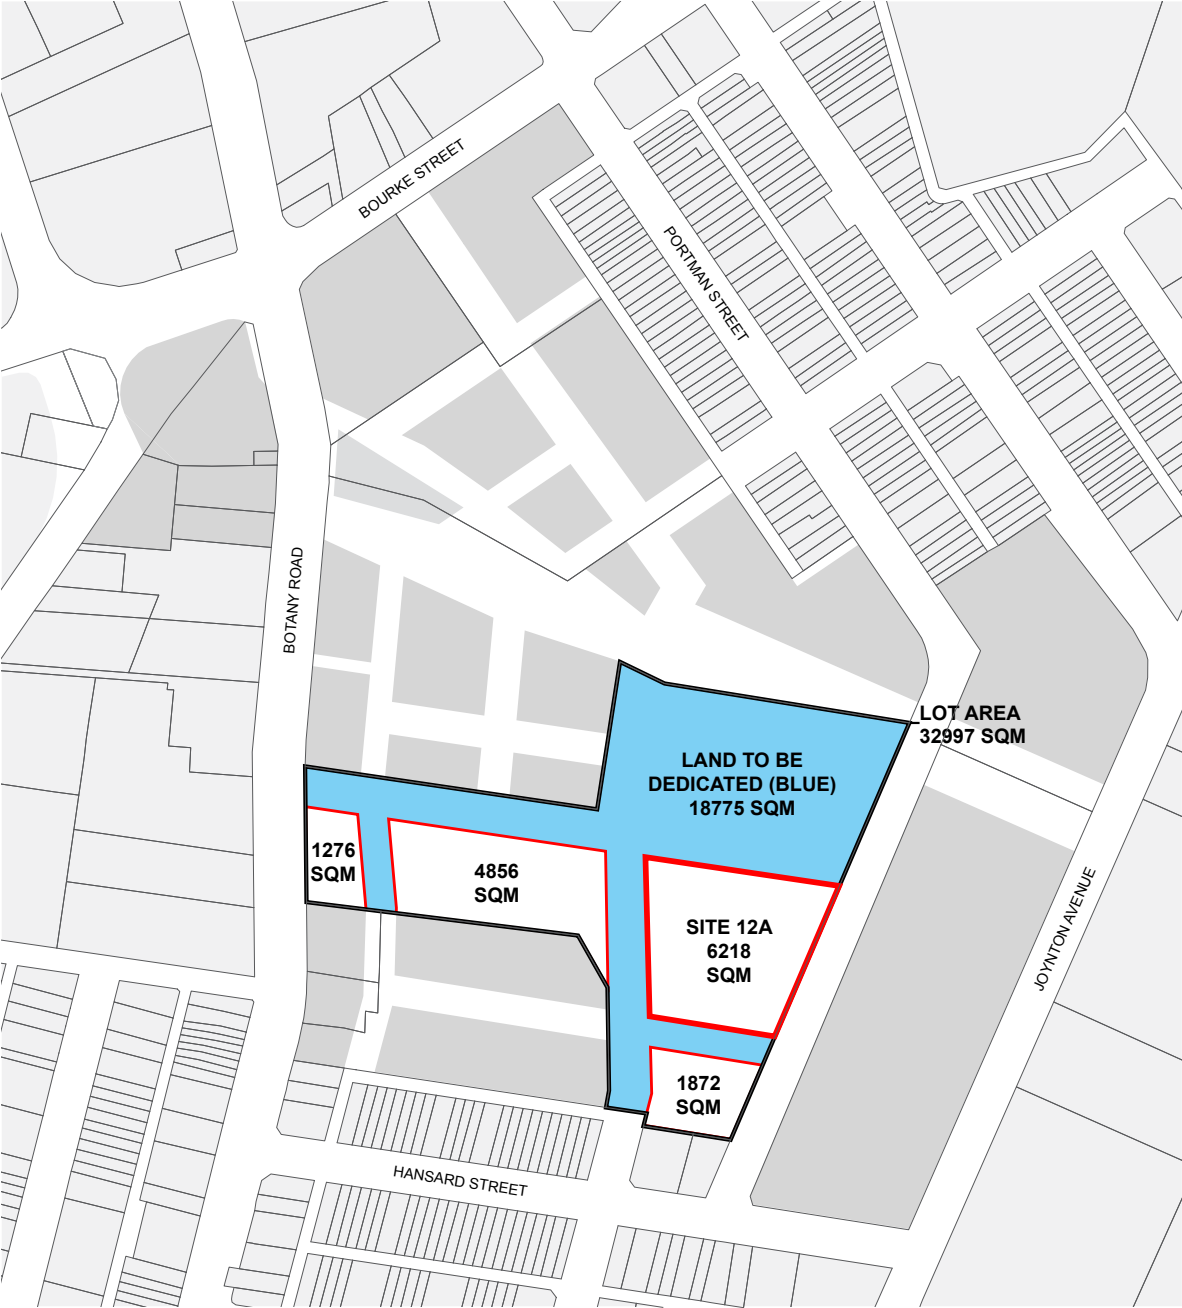 BOURKE STREET
PORTMAN STREET
BOTANY ROAD
LOT AREA
32997 SQM
LAND TO BE
DEDICATED (BLUE)
18775 SQM
1276
SQM
4856
SQM
SITE 12A
6218
SQM
JOYNTON AVENUE
1872
SQM
HANSARD STREET